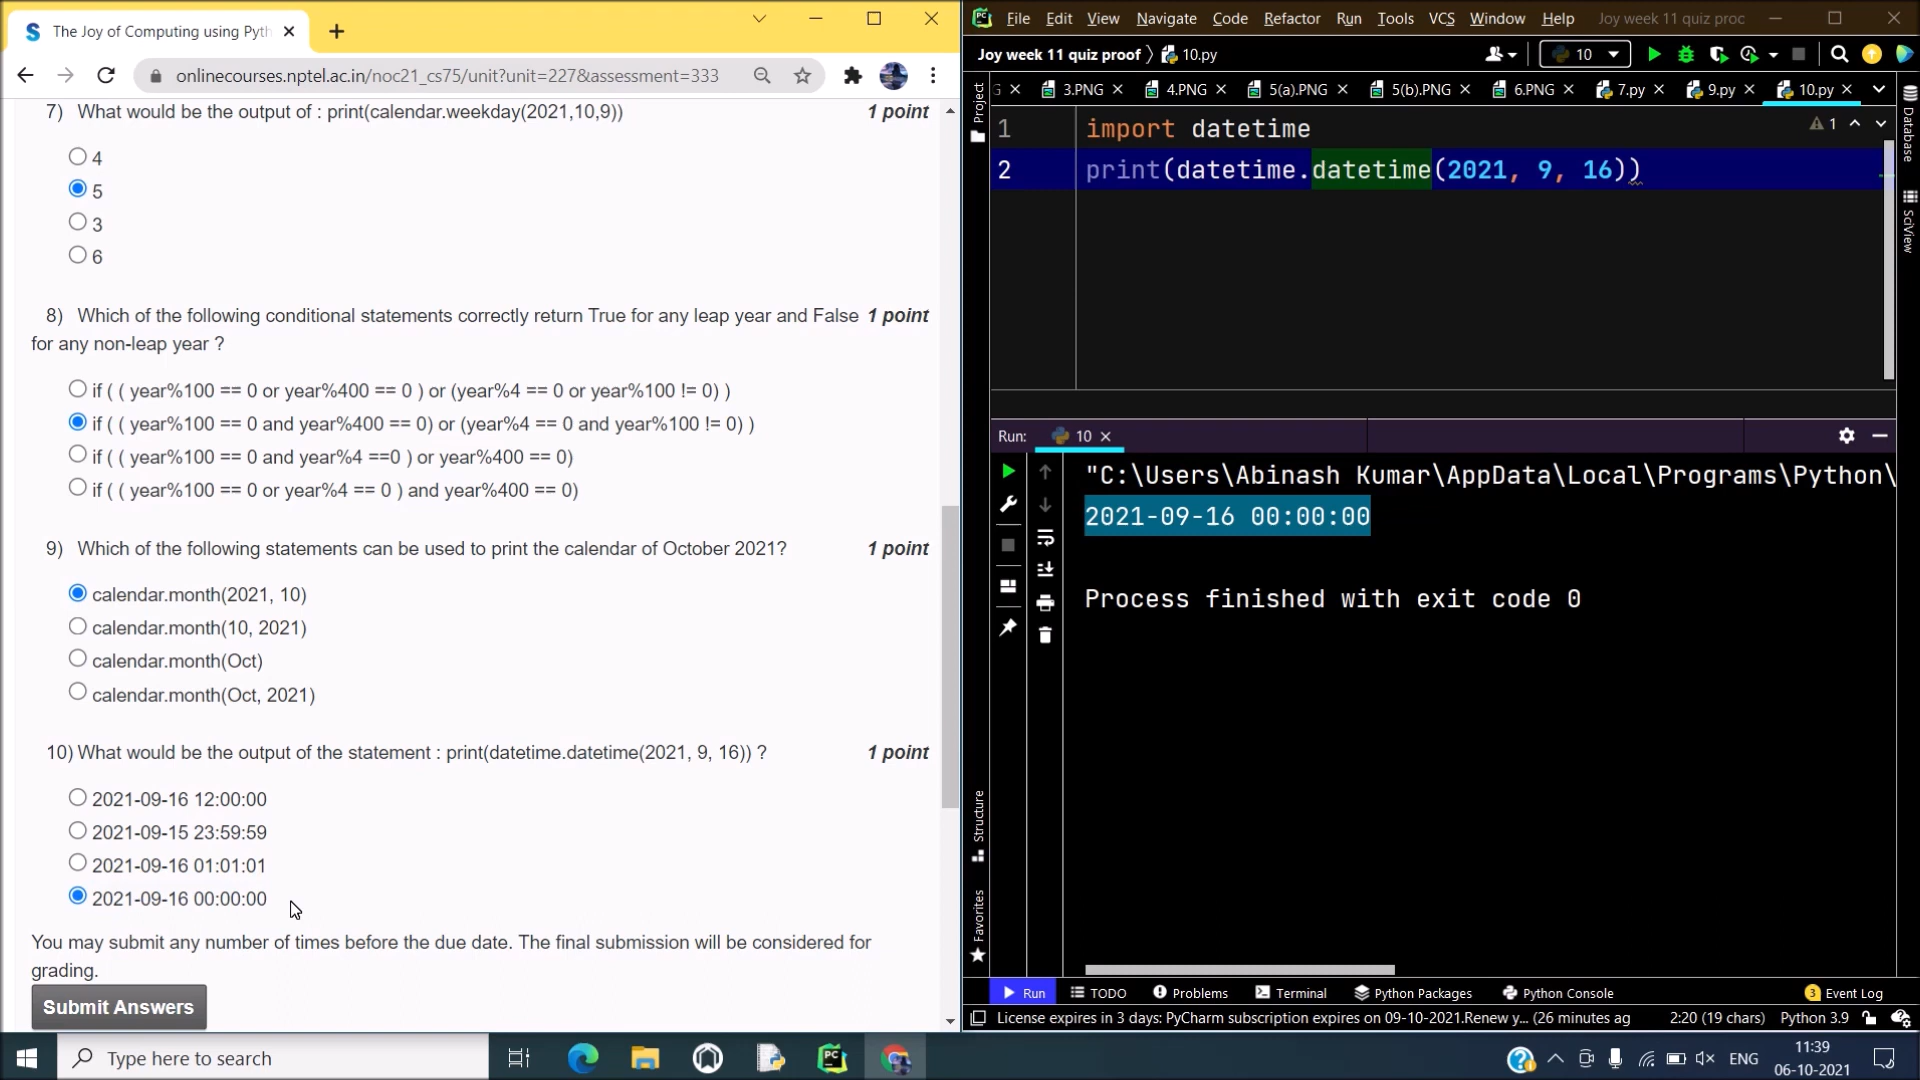 The Joy of Computing using Pyth
onlinecourses.nptel.ac.in/noc21_cs75/unit?unit=227&assessment=333
7) What would be the output of : print(calendar.weekday(2021,10,9)) 1 point
4
5
3
6
8) Which of the following conditional statements correctly return True for any leap year and False 1 point
for any non-leap year ?
if ( ( year%100 == 0 or year%400 == 0 ) or (year%4 == 0 or year%100 != 0) )
if ( ( year%100 == 0 and year%400 == 0) or (year%4 == 0 and year%100 != 0) )
if ( ( year%100 == 0 and year%4 ==0 ) or year%400 == 0)
if ( ( year%100 == 0 or year%4 == 0 ) and year%400 == 0)
9) Which of the following statements can be used to print the calendar of October 2021? 1 point
calendar.month(2021, 10)
calendar.month(10, 2021)
calendar.month(Oct)
calendar.month(Oct, 2021)
10) What would be the output of the statement : print(datetime.datetime(2021, 9, 16)) ? 1 point
2021-09-16 12:00:00
2021-09-15 23:59:59
2021-09-16 01:01:01
2021-09-16 00:00:00
You may submit any number of times before the due date. The final submission will be considered for
grading.
Submit Answers
PC File Edit View Navigate Code Refactor Run Tools VCS Window Help Joy week 11 quiz proc
Joy week 11 quiz proof 10.py 10
G 3.PNG 4.PNG 5(a).PNG 5(b).PNG 6.PNG 7.py 9.py 10.py
Project
Structure
Favorites
Database
SciView
1 import datetime
1
2 print(datetime.datetime(2021, 9, 16))
Run: 10
"C:\Users\Abinash Kumar\AppData\Local\Programs\Python\
2021-09-16 00:00:00
Process finished with exit code 0
Run TODO Problems Terminal Python Packages Python Console 3 Event Log
License expires in 3 days: PyCharm subscription expires on 09-10-2021.Renew y... (26 minutes ag 2:20 (19 chars) Python 3.9
Type here to search
PC
ENG
11:39
06-10-2021